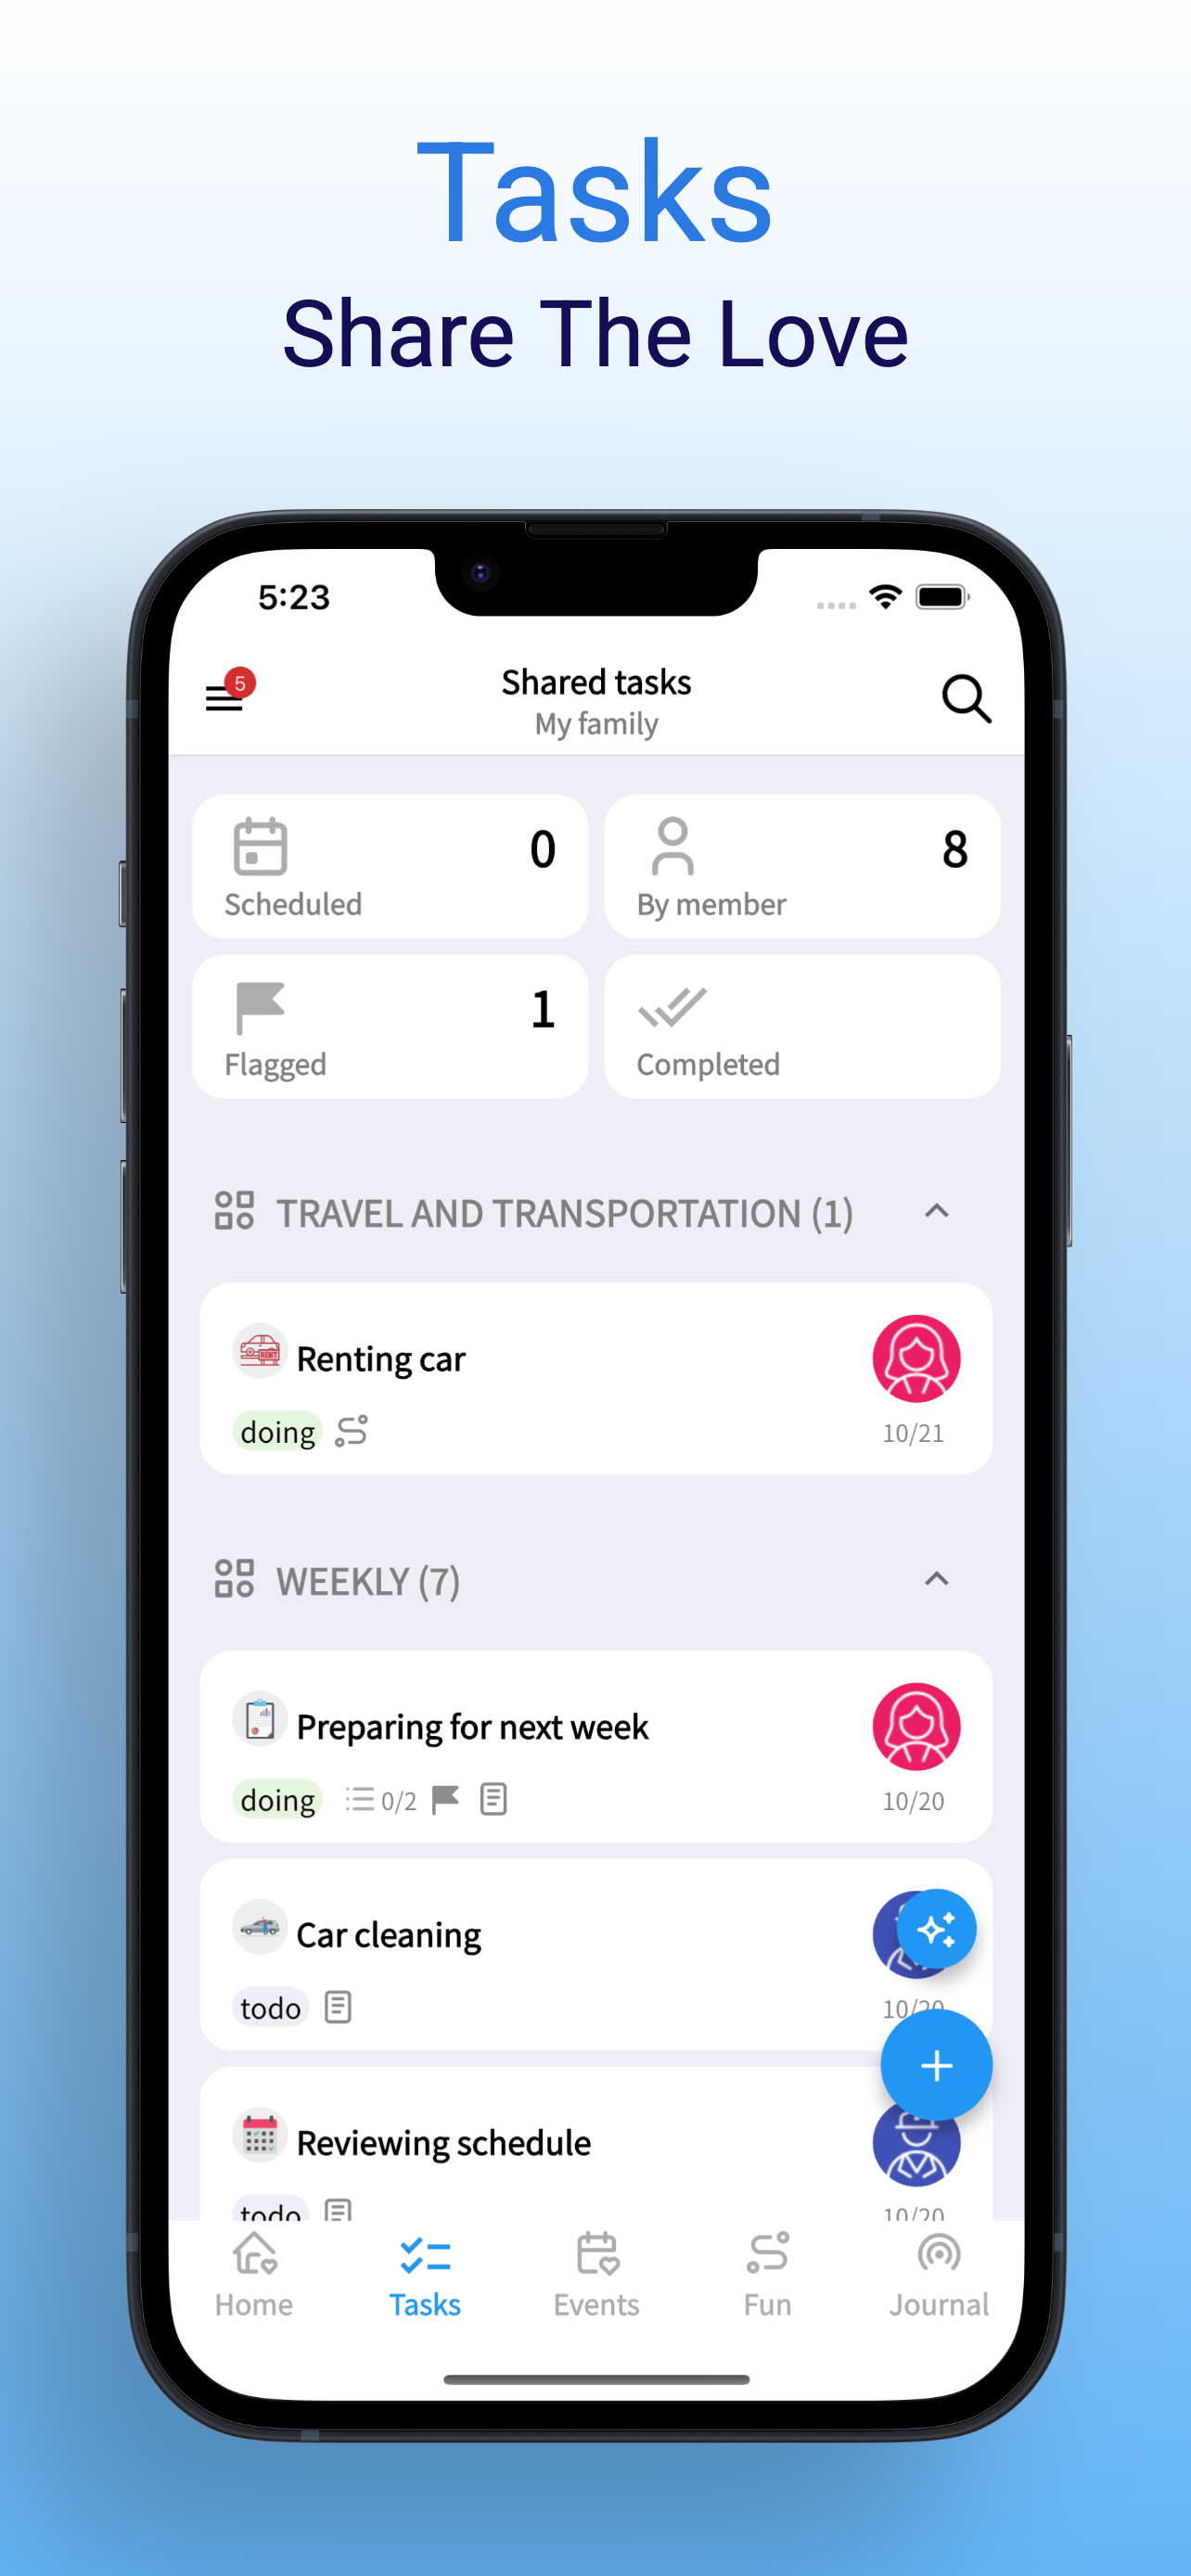 Tasks
Share The Love
5:23
5
Shared tasks
My family
0
Scheduled
8
By member
1
Flagged
Completed
TRAVEL AND TRANSPORTATION (1)
RENT
Renting car
doing
10/21
WEEKLY (7)
Preparing for next week
doing
0/2
10/20
Car cleaning
todo
10/20
Reviewing schedule
todo
10/20
Home
Tasks
Events
Fun
Journal